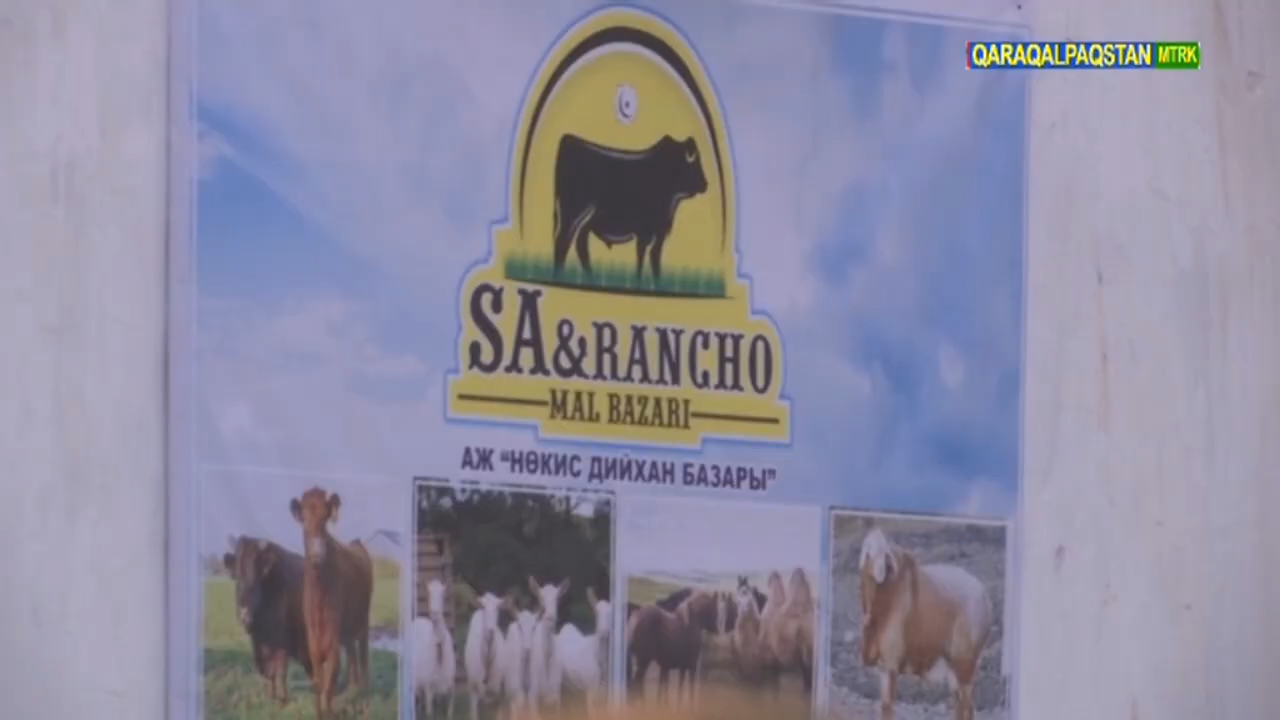 QARAQALPAQSTAN MTRK
SA&RANCHO
MAL BAZARI
АЖ "НӨКИС ДИЙХАН БАЗАРЫ"